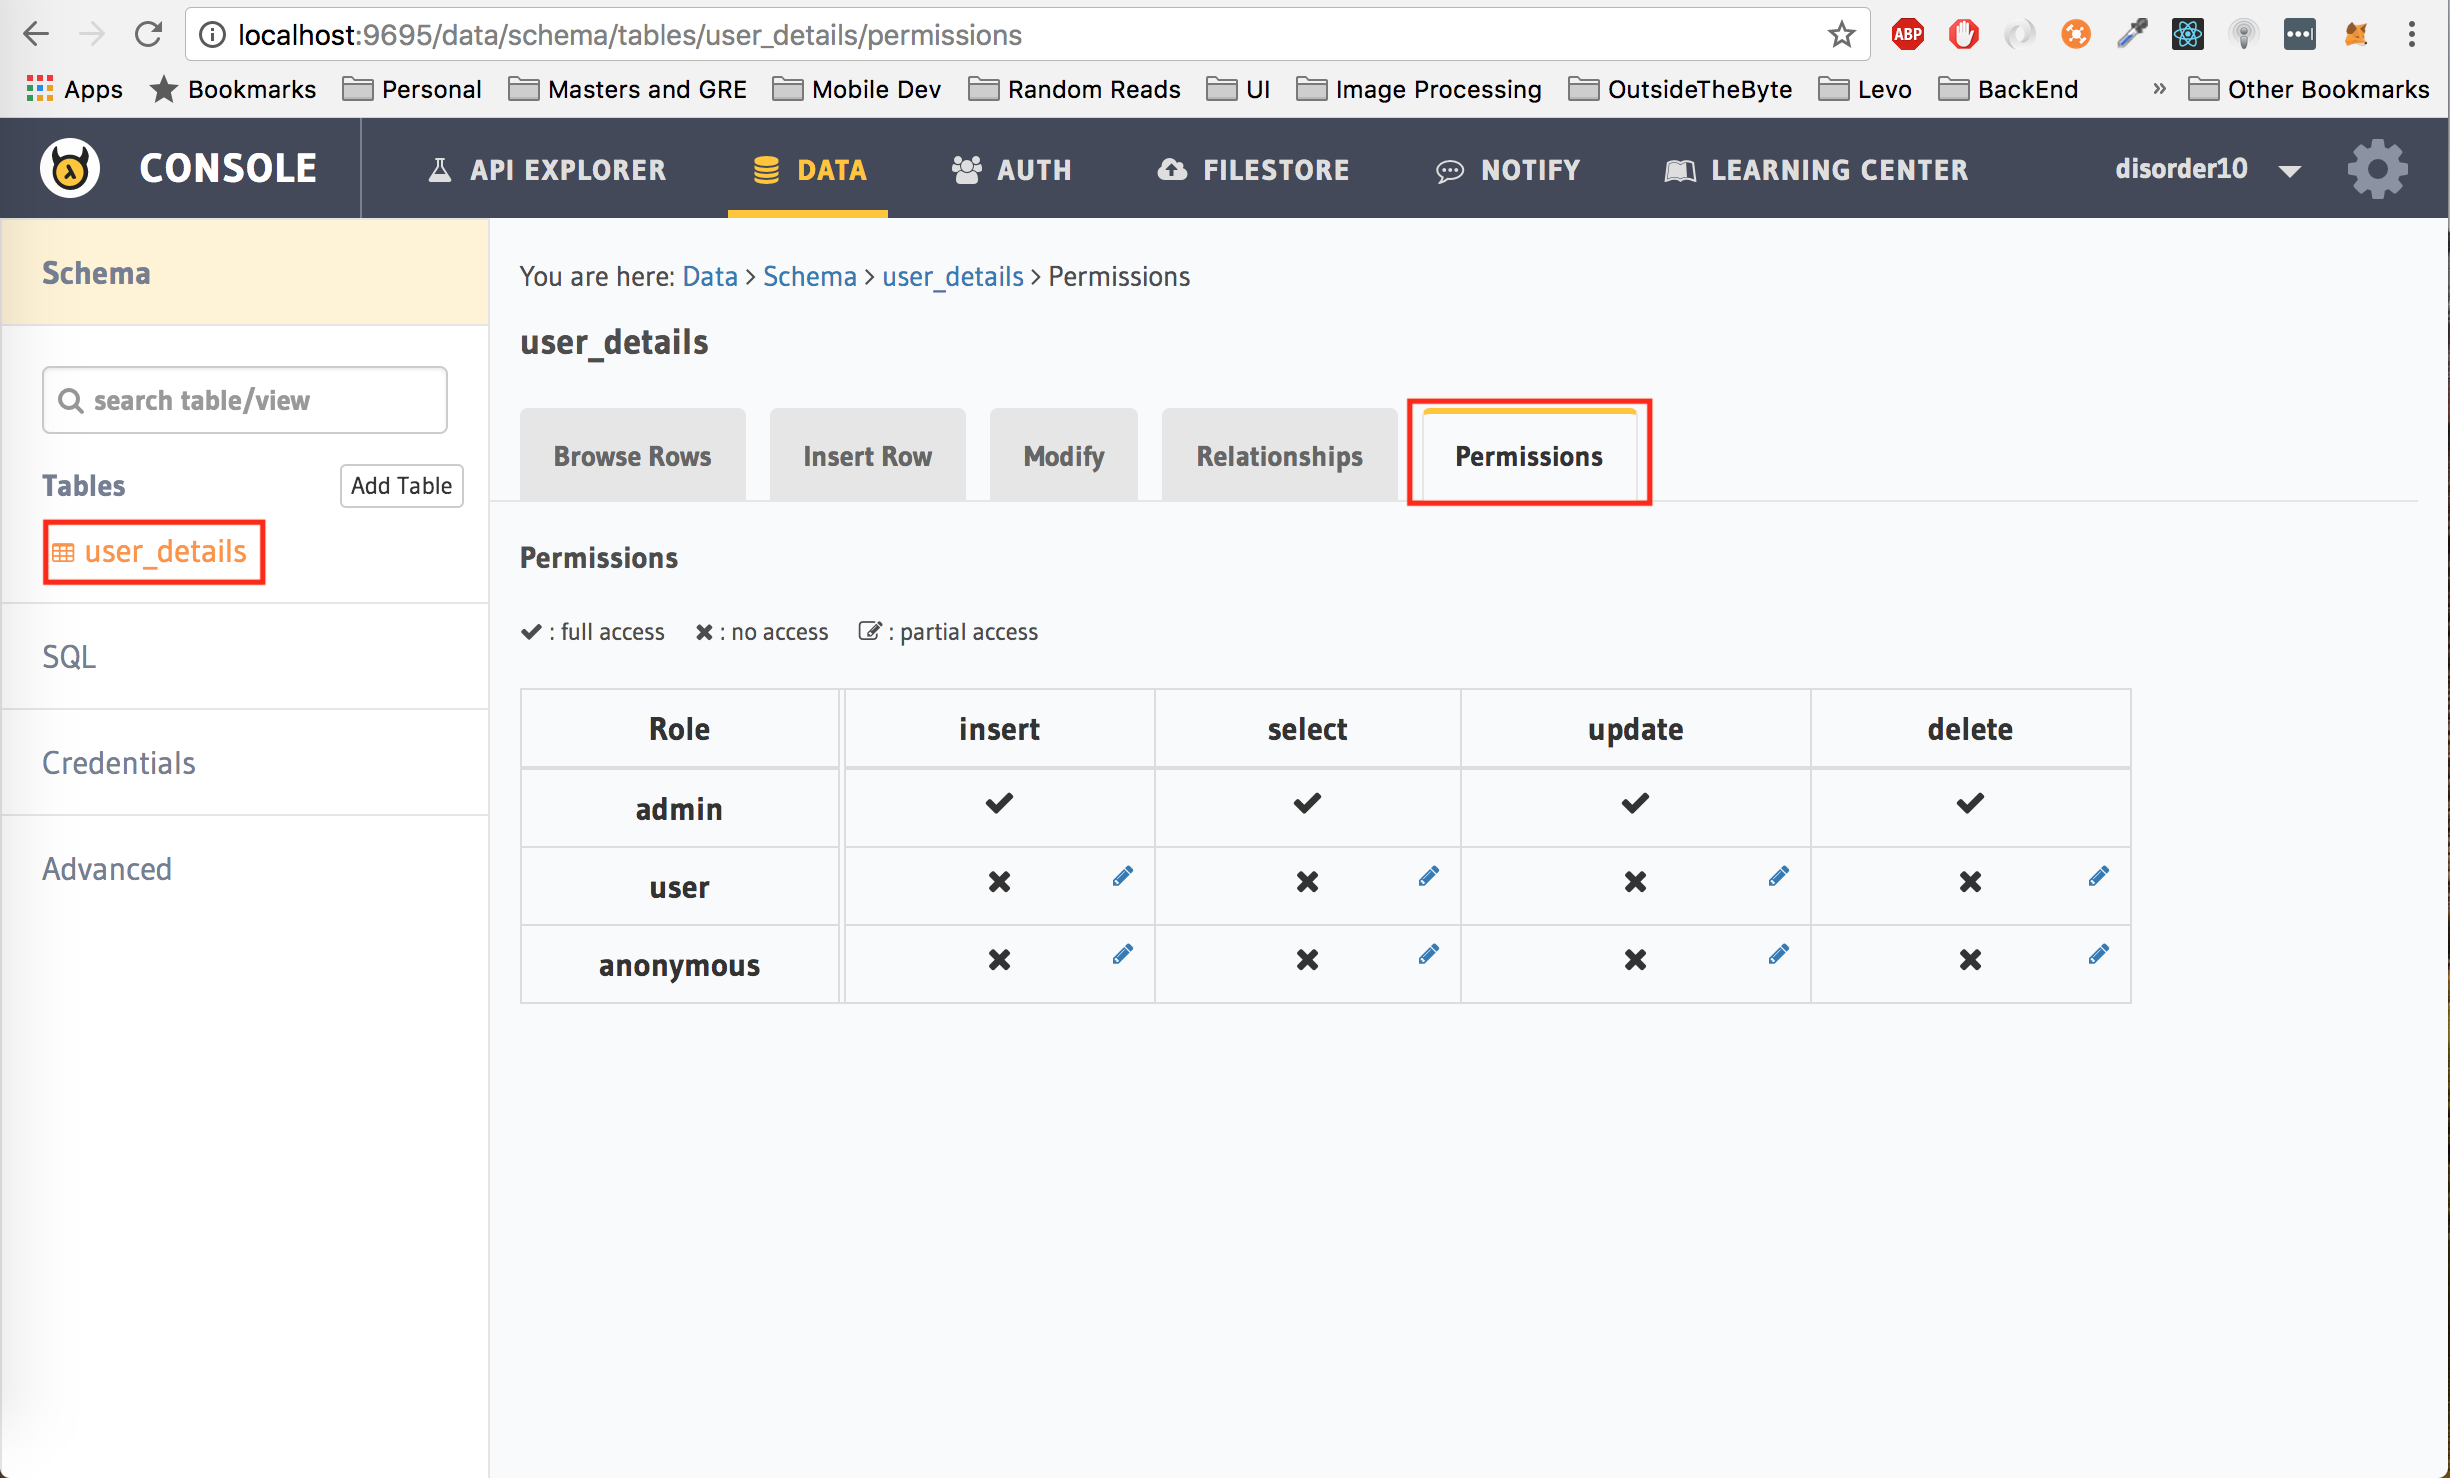 localhost:9695/data/schema/tables/user_details/permissions
ABP
Apps Bookmarks Personal Masters and GRE Mobile Dev Random Reads UI Image Processing OutsideTheByte Levo BackEnd » Other Bookmarks
CONSOLE API EXPLORER DATA AUTH FILESTORE NOTIFY LEARNING CENTER disorder10
Schema
search table/view
Tables Add Table
user_details
SQL
Credentials
Advanced
You are here: Data > Schema > user_details > Permissions
user_details
Browse Rows Insert Row Modify Relationships Permissions
Permissions
: full access : no access : partial access
Role insert select update delete
admin
user
anonymous